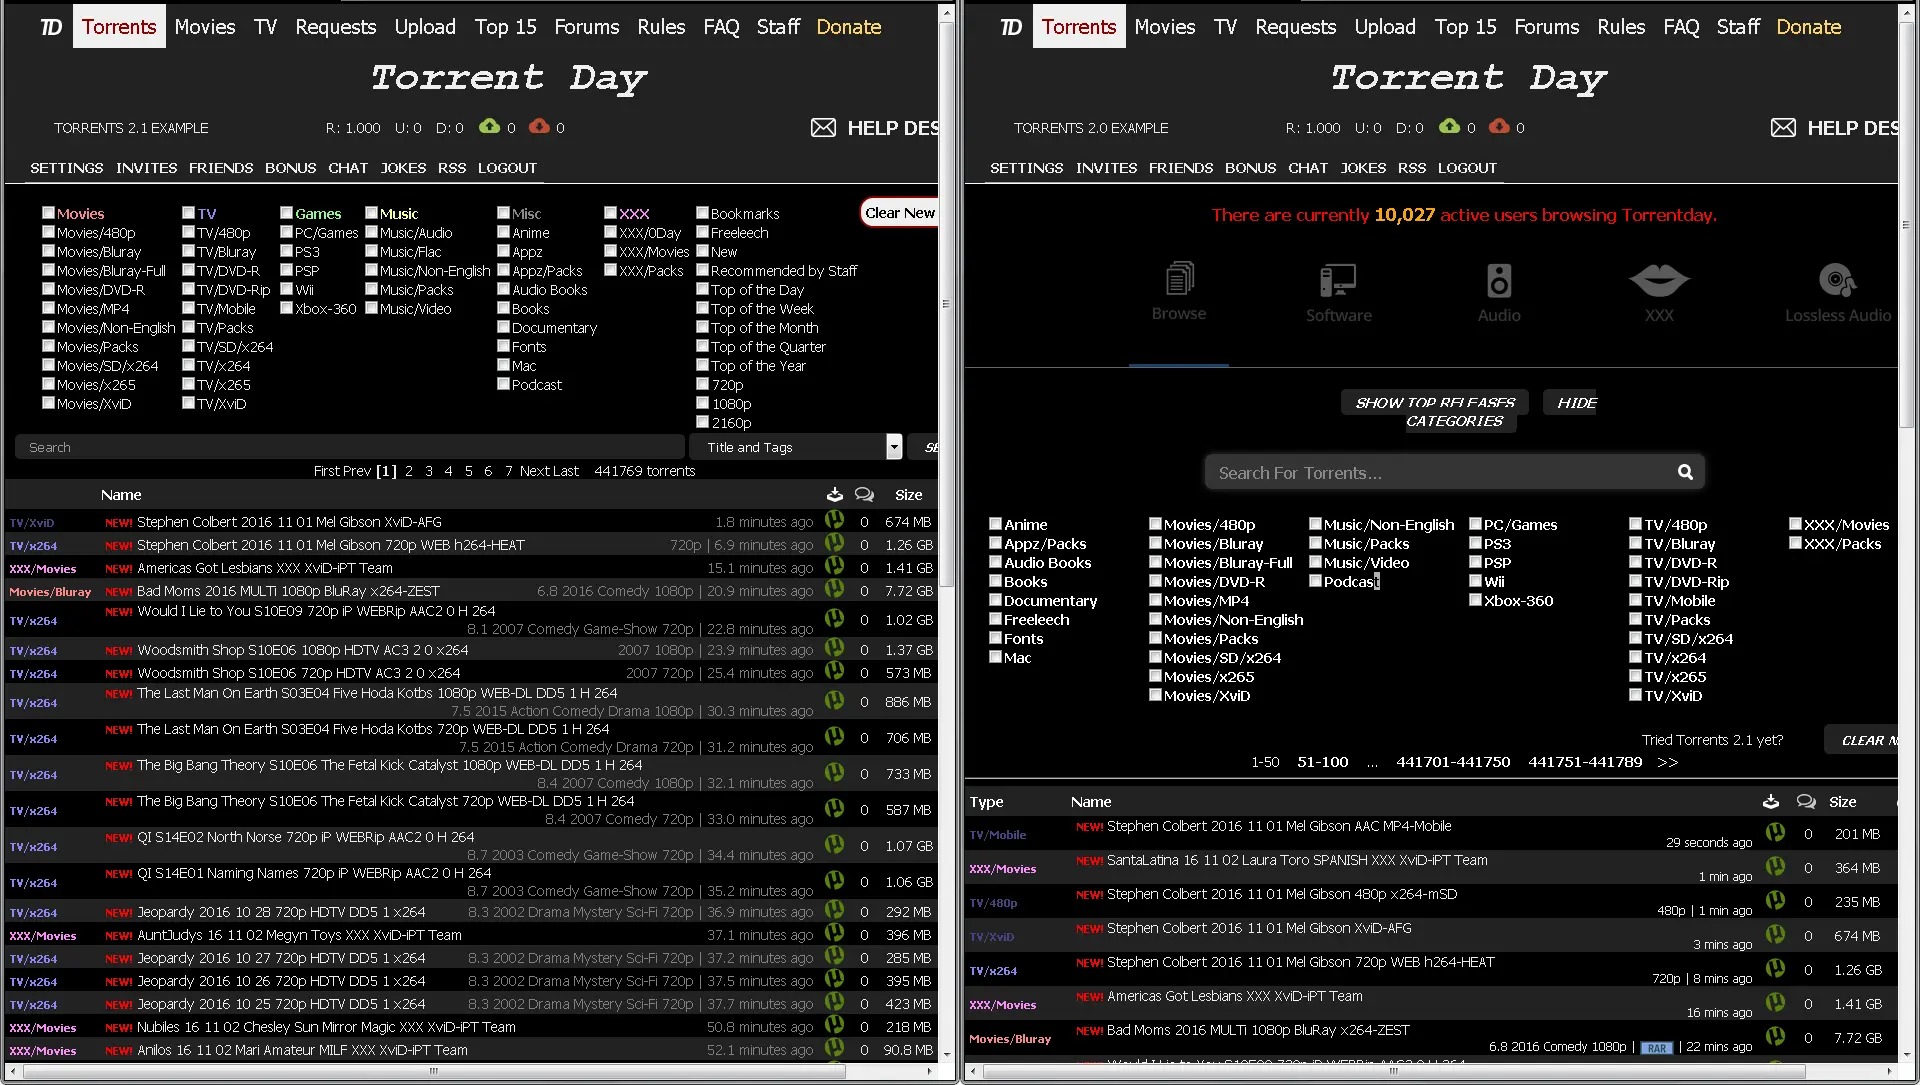 TD Torrents Movies TV Requests Upload Top 15 Forums Rules FAQ Staff Donate
Torrent Day
TORRENTS 2.1 EXAMPLE R: 1.000 U: 0 D: 0 0 0 HELP DES
SETTINGS INVITES FRIENDS BONUS CHAT JOKES RSS LOGOUT
Movies TV Games Music Misc XXX Bookmarks Clear New
Movies/480p TV/480p PC/Games Music/Audio Anime XXX/0Day Freeleech
Movies/Bluray TV/Bluray PS3 Music/Flac Appz XXX/Movies New
Movies/Bluray-Full TV/DVD-R PSP Music/Non-English Appz/Packs XXX/Packs Recommended by Staff
Movies/DVD-R TV/DVD-Rip Wii Music/Packs Audio Books Top of the Day
Movies/MP4 TV/Mobile Xbox-360 Music/Video Books Top of the Week
Movies/Non-English TV/Packs Documentary Top of the Month
Movies/Packs TV/SD/x264 Fonts Top of the Quarter
Movies/SD/x264 TV/x264 Mac Top of the Year
Movies/x265 TV/x265 Podcast 720p
Movies/XviD TV/XviD 1080p
2160p
Search Title and Tags SE
First Prev [1] 2 3 4 5 6 7 Next Last 441769 torrents
Name Size
TV/XviD NEW! Stephen Colbert 2016 11 01 Mel Gibson XviD-AFG 1.8 minutes ago 0 674 MB
TV/x264 NEW! Stephen Colbert 2016 11 01 Mel Gibson 720p WEB h264-HEAT 720p | 6.9 minutes ago 0 1.26 GB
XXX/Movies NEW! Americas Got Lesbians XXX XviD-iPT Team 15.1 minutes ago 0 1.41 GB
Movies/Bluray NEW! Bad Moms 2016 MULTi 1080p BluRay x264-ZEST 6.8 2016 Comedy 1080p | 20.9 minutes ago 0 7.72 GB
TV/x264 NEW! Would I Lie to You S10E09 720p iP WEBRip AAC2 0 H 264 0 1.02 GB
8.1 2007 Comedy Game-Show 720p | 22.8 minutes ago
TV/x264 NEW! Woodsmith Shop S10E06 1080p HDTV AC3 2 0 x264 2007 1080p | 23.9 minutes ago 0 1.37 GB
TV/x264 NEW! Woodsmith Shop S10E06 720p HDTV AC3 2 0 x264 2007 720p | 25.4 minutes ago 0 573 MB
TV/x264 NEW! The Last Man On Earth S03E04 Five Hoda Kotbs 1080p WEB-DL DD5 1 H 264 0 886 MB
7.5 2015 Action Comedy Drama 1080p | 30.3 minutes ago
TV/x264 NEW! The Last Man On Earth S03E04 Five Hoda Kotbs 720p WEB-DL DD5 1 H 264 0 706 MB
7.5 2015 Action Comedy Drama 720p | 31.2 minutes ago
TV/x264 NEW! The Big Bang Theory S10E06 The Fetal Kick Catalyst 1080p WEB-DL DD5 1 H 264 0 733 MB
8.4 2007 Comedy 1080p | 32.1 minutes ago
TV/x264 NEW! The Big Bang Theory S10E06 The Fetal Kick Catalyst 720p WEB-DL DD5 1 H 264 0 587 MB
8.4 2007 Comedy 720p | 33.0 minutes ago
TV/x264 NEW! QI S14E02 North Norse 720p iP WEBRip AAC2 0 H 264 0 1.07 GB
8.7 2003 Comedy Game-Show 720p | 34.4 minutes ago
TV/x264 NEW! QI S14E01 Naming Names 720p iP WEBRip AAC2 0 H 264 0 1.06 GB
8.7 2003 Comedy Game-Show 720p | 35.2 minutes ago
TV/x264 NEW! Jeopardy 2016 10 28 720p HDTV DD5 1 x264 8.3 2002 Drama Mystery Sci-Fi 720p | 36.9 minutes ago 0 292 MB
XXX/Movies NEW! AuntJudys 16 11 02 Megyn Toys XXX XviD-iPT Team 37.1 minutes ago 0 396 MB
TV/x264 NEW! Jeopardy 2016 10 27 720p HDTV DD5 1 x264 8.3 2002 Drama Mystery Sci-Fi 720p | 37.2 minutes ago 0 285 MB
TV/x264 NEW! Jeopardy 2016 10 26 720p HDTV DD5 1 x264 8.3 2002 Drama Mystery Sci-Fi 720p | 37.5 minutes ago 0 395 MB
TV/x264 NEW! Jeopardy 2016 10 25 720p HDTV DD5 1 x264 8.3 2002 Drama Mystery Sci-Fi 720p | 37.7 minutes ago 0 423 MB
XXX/Movies NEW! Nubiles 16 11 02 Chesley Sun Mirror Magic XXX XviD-iPT Team 50.8 minutes ago 0 218 MB
XXX/Movies NEW! Anilos 16 11 02 Mari Amateur MILF XXX XviD-iPT Team 52.1 minutes ago 0 90.8 MB
TD Torrents Movies TV Requests Upload Top 15 Forums Rules FAQ Staff Donate
Torrent Day
TORRENTS 2.0 EXAMPLE R: 1.000 U: 0 D: 0 0 0 HELP DES
SETTINGS INVITES FRIENDS BONUS CHAT JOKES RSS LOGOUT
There are currently 10,027 active users browsing Torrentday.
Browse Software Audio XXX Lossless Audio
SHOW TOP RELEASES HIDE
CATEGORIES
Search For Torrents...
Anime Movies/480p Music/Non-English PC/Games TV/480p XXX/Movies
Appz/Packs Movies/Bluray Music/Packs PS3 TV/Bluray XXX/Packs
Audio Books Movies/Bluray-Full Music/Video PSP TV/DVD-R
Books Movies/DVD-R Podcast Wii TV/DVD-Rip
Documentary Movies/MP4 Xbox-360 TV/Mobile
Freeleech Movies/Non-English TV/Packs
Fonts Movies/Packs TV/SD/x264
Mac Movies/SD/x264 TV/x264
Movies/x265 TV/x265
Movies/XviD TV/XviD
Tried Torrents 2.1 yet? CLEAR N
1-50 51-100 ... 441701-441750 441751-441789 >>
Type Name Size
TV/Mobile NEW! Stephen Colbert 2016 11 01 Mel Gibson AAC MP4-Mobile 0 201 MB
29 seconds ago
XXX/Movies NEW! SantaLatina 16 11 02 Laura Toro SPANISH XXX XviD-iPT Team 0 364 MB
1 min ago
TV/480p NEW! Stephen Colbert 2016 11 01 Mel Gibson 480p x264-mSD 0 235 MB
480p | 1 min ago
TV/XviD NEW! Stephen Colbert 2016 11 01 Mel Gibson XviD-AFG 0 674 MB
3 mins ago
TV/x264 NEW! Stephen Colbert 2016 11 01 Mel Gibson 720p WEB h264-HEAT 0 1.26 GB
720p | 8 mins ago
XXX/Movies NEW! Americas Got Lesbians XXX XviD-iPT Team 0 1.41 GB
16 mins ago
Movies/Bluray NEW! Bad Moms 2016 MULTi 1080p BluRay x264-ZEST 0 7.72 GB
6.8 2016 Comedy 1080p | RAR | 22 mins ago